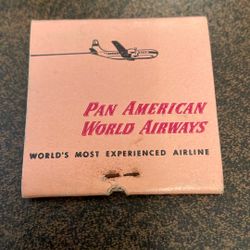 PAN AMERICAN
WORLD AIRWAYS
WORLD'S MOST EXPERIENCED AIRLINE